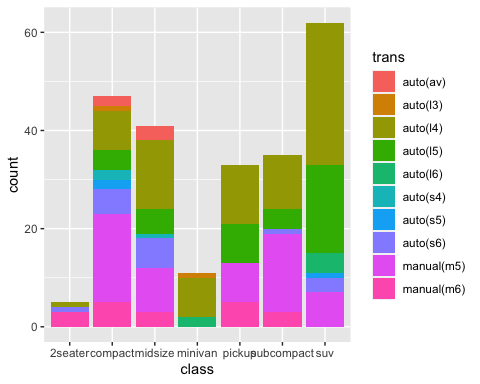 60
40
20
0
count
2seater compact midsize minivan pickup subcompact suv
class
trans
auto(av)
auto(l3)
auto(l4)
auto(l5)
auto(l6)
auto(s4)
auto(s5)
auto(s6)
manual(m5)
manual(m6)